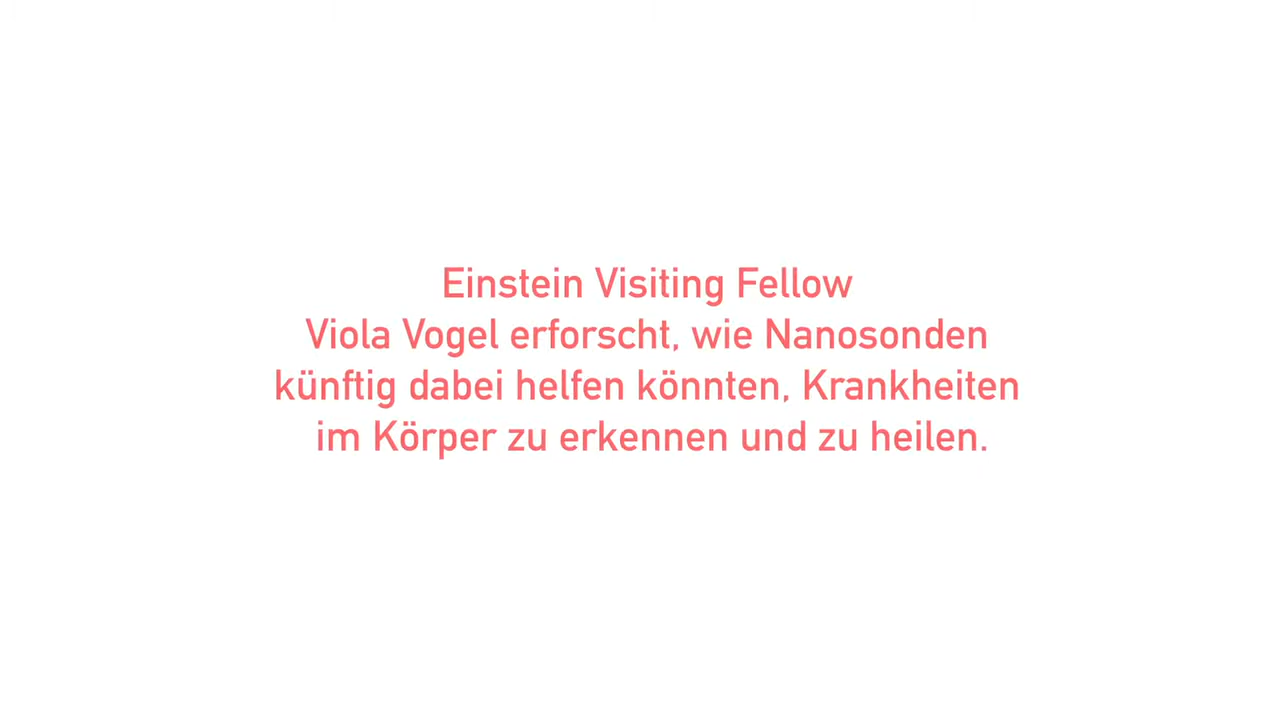 Einstein Visiting Fellow
Viola Vogel erforscht, wie Nanosonden
künftig dabei helfen könnten, Krankheiten
im Körper zu erkennen und zu heilen.